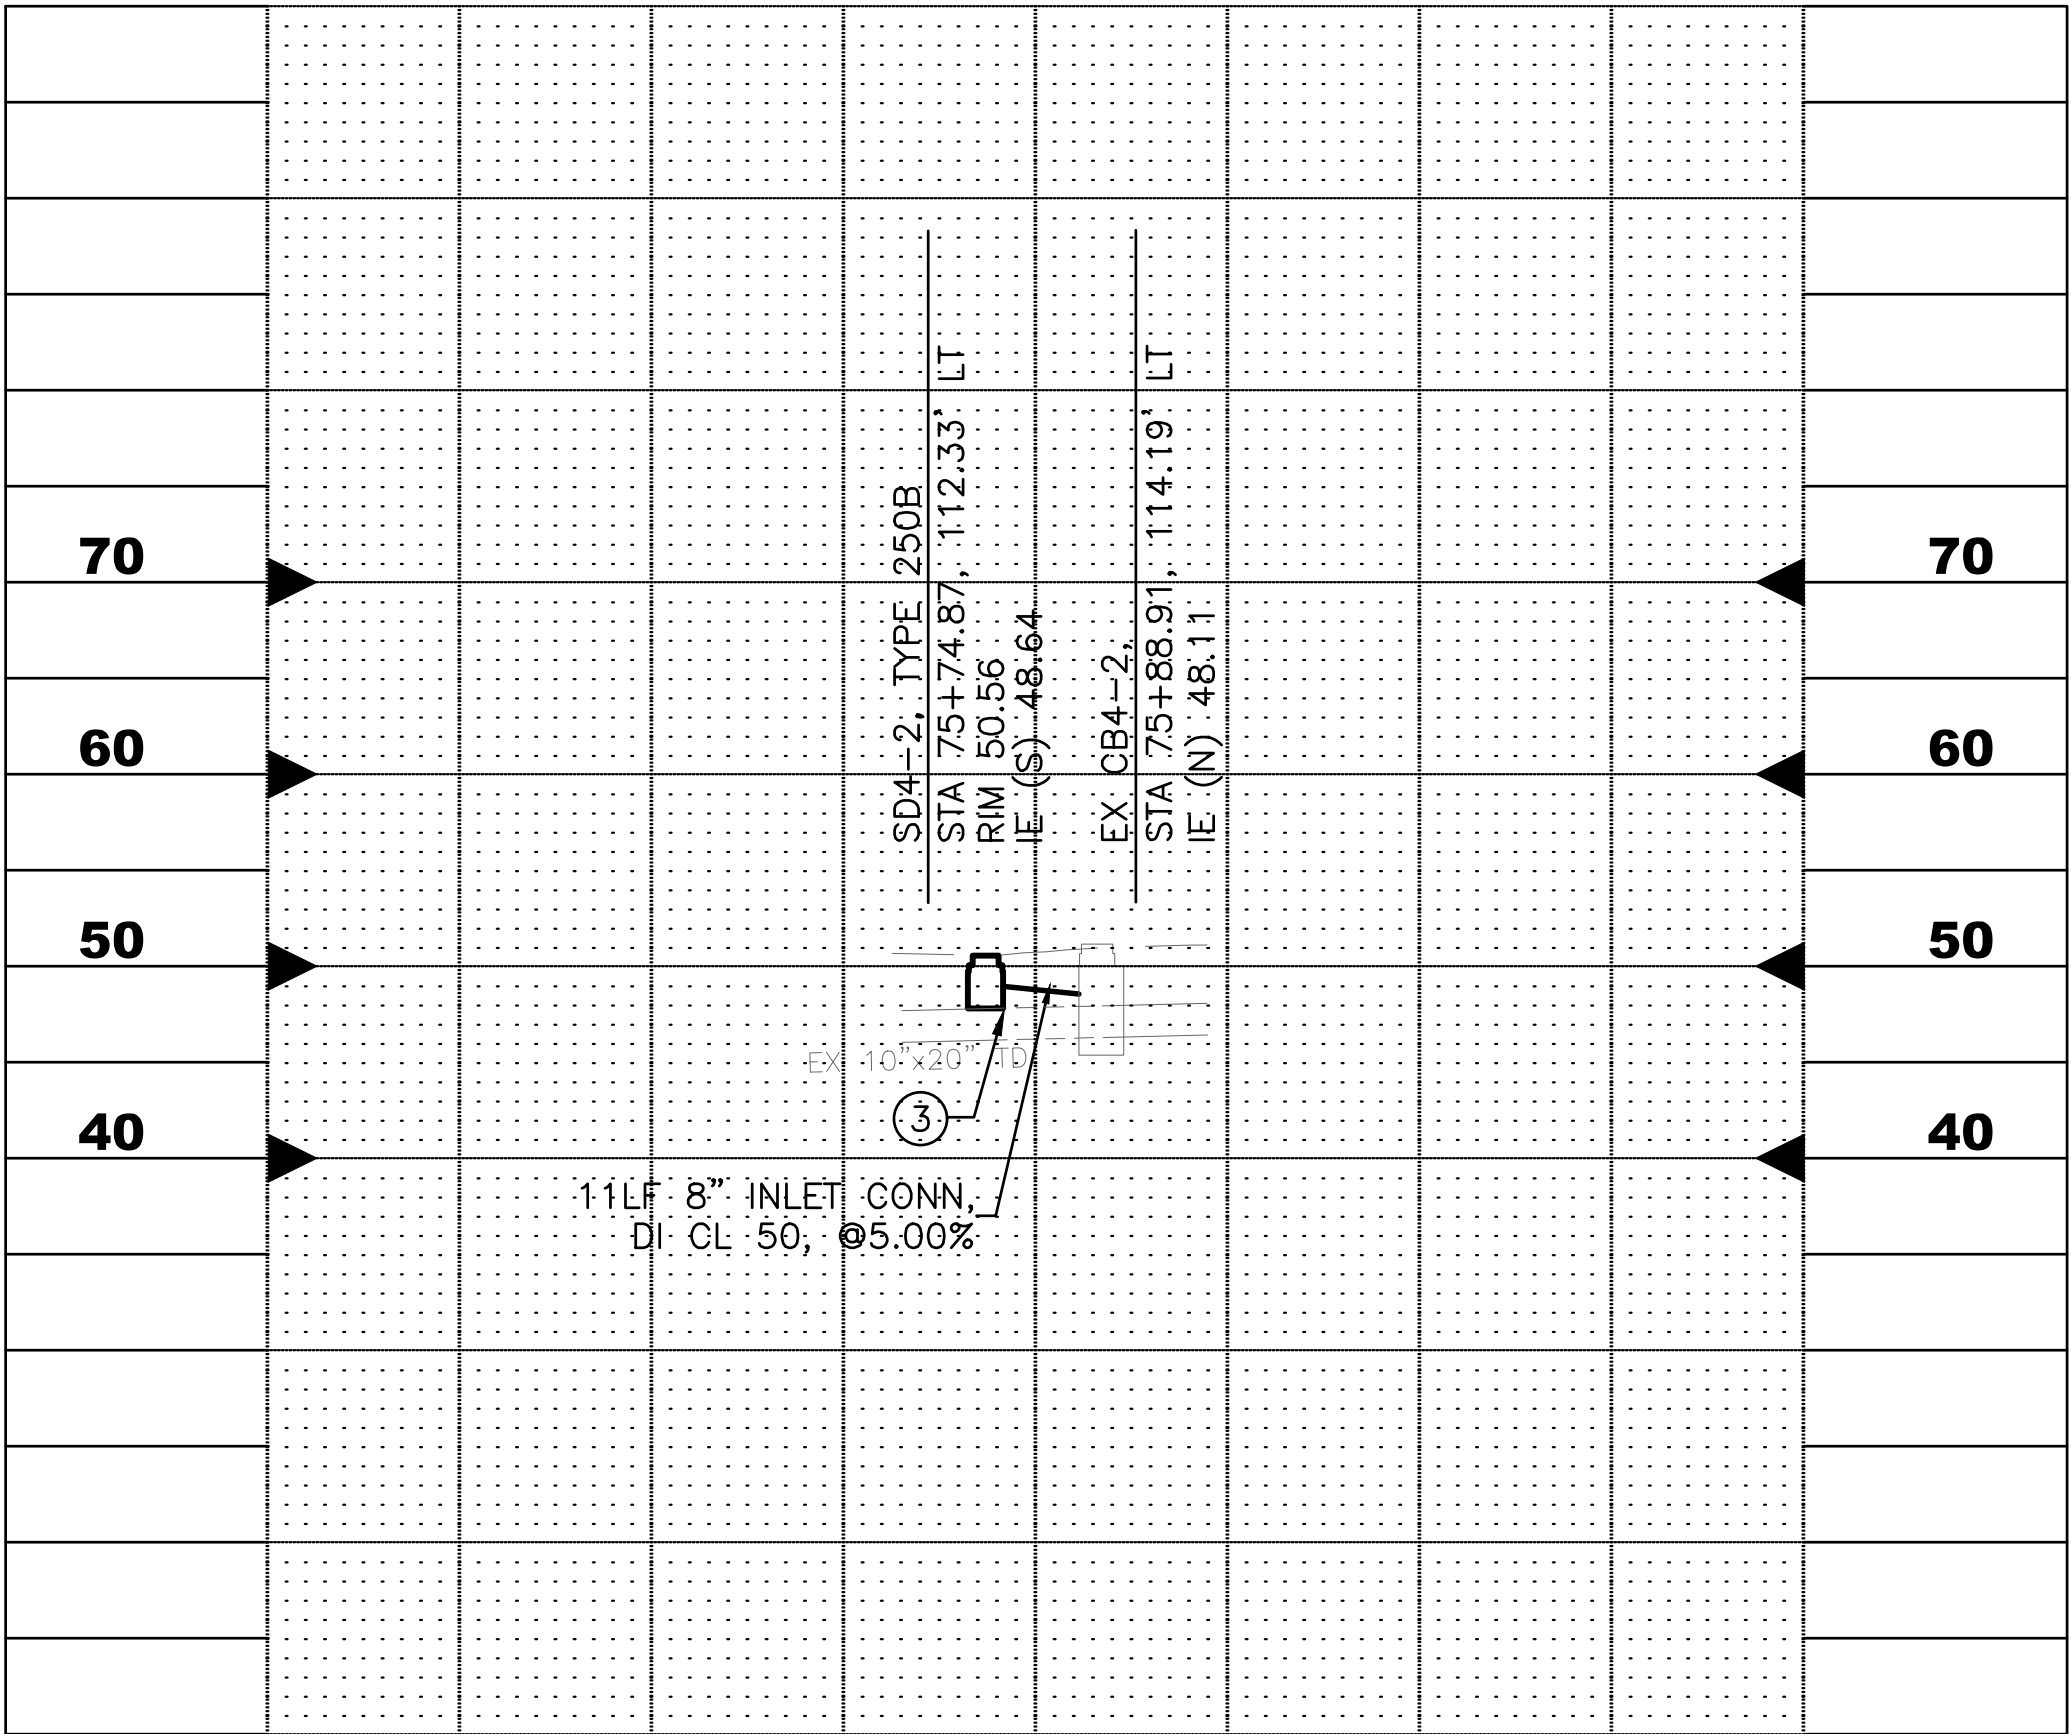 SD4-2, TYPE 250B
STA 75+74.87, 112.33' LT
RIM 50.56
IE (S) 48.64
EX CB4-2,
STA 75+88.91, 114.19' LT
IE (N) 48.11
70
70
60
60
50
50
EX 10"x20" TD
3
40
40
11LF 8" INLET CONN,
DI CL 50, @5.00%